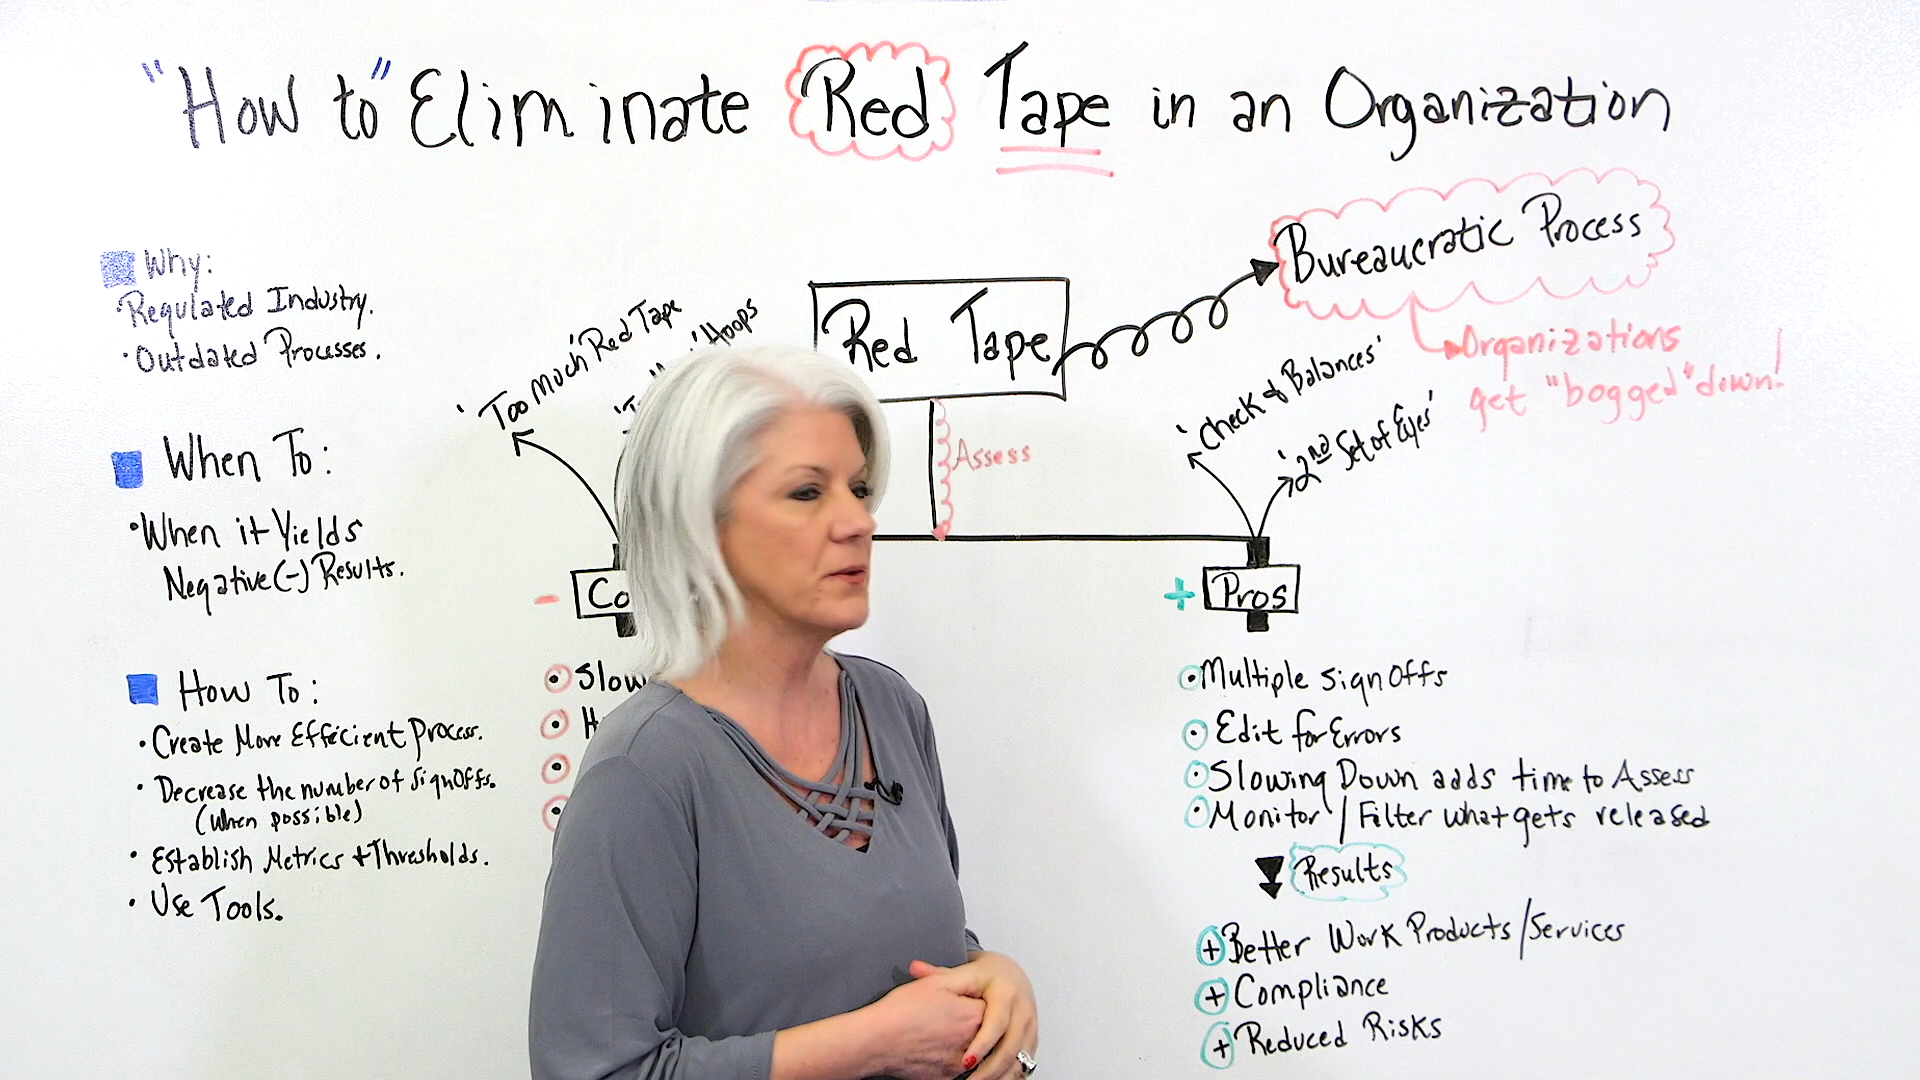 "How to" Eliminate Red Tape in an Organization
Why:
Regulated Industry.
• Outdated Processes.
When To:
• When it Yields
Negative (-) Results.
How To:
• Create More Efficient Process.
• Decrease the number of Sign Offs.
(when possible)
• Establish Metrics + Thresholds.
• Use Tools.
Red Tape
Bureaucratic Process
Organizations
get "bogged" down!
Assess
'Too Much' Red Tape
Hoops
'Check & Balances'
'2nd Set of Eyes'
-
+ Pros
• Multiple Sign Offs
• Edit for Errors
• Slowing Down adds time to Assess
• Monitor / Filter what gets released
Results
+ Better Work Products/Services
+ Compliance
+ Reduced Risks